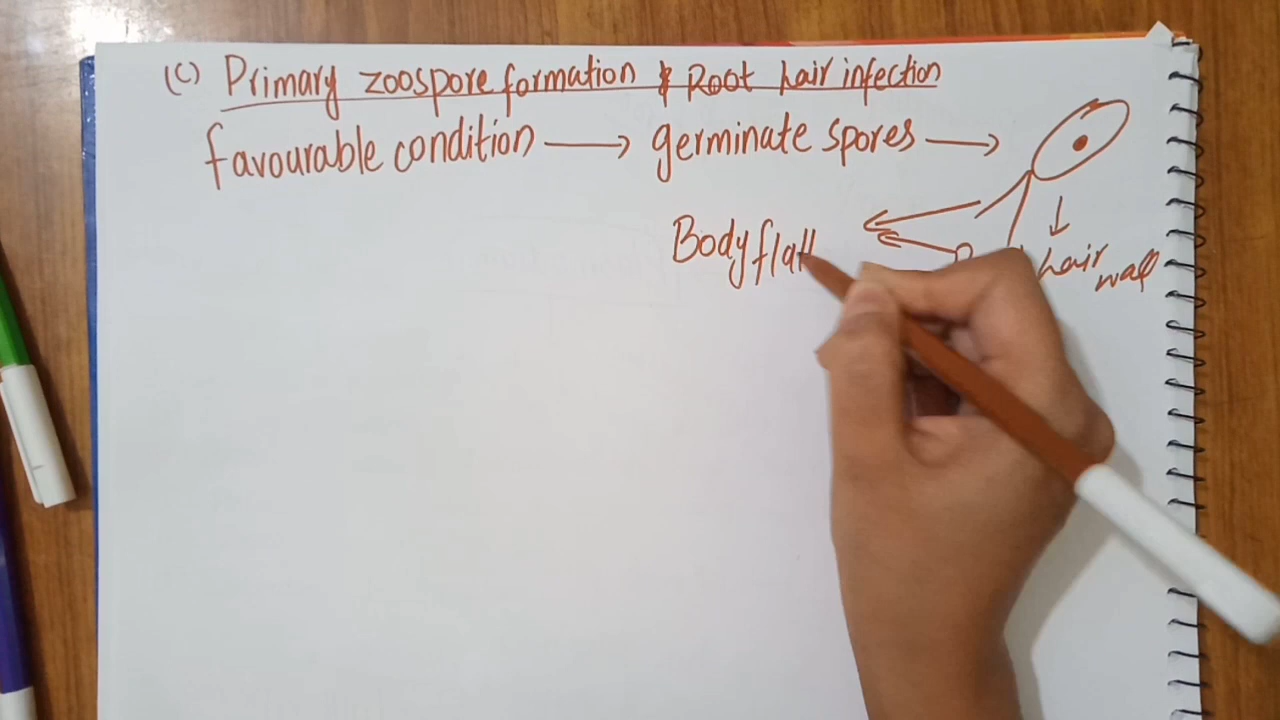 (C) Primary zoospore formation & Root hair infection
favourable condition → germinate spores →
hair wall
Body flatt